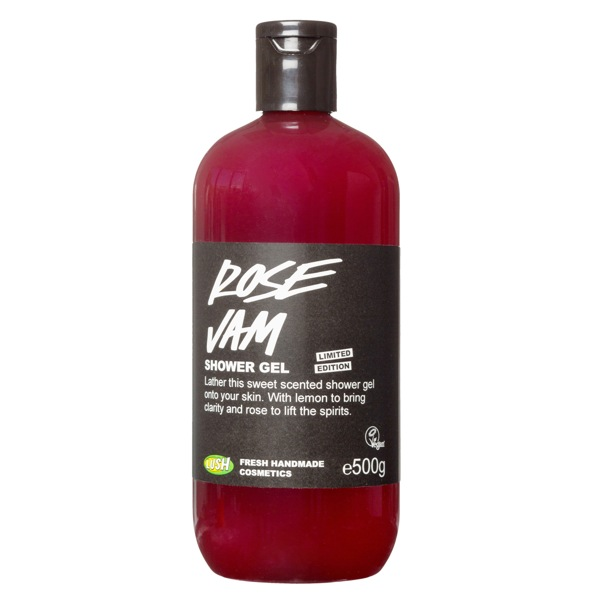 ROSE
JAM
SHOWER GEL
LIMITED
EDITION
Lather this sweet scented shower gel
onto your skin. With lemon to bring
clarity and rose to lift the spirits.
Vegan
LUSH
FRESH HANDMADE
COSMETICS
e500g